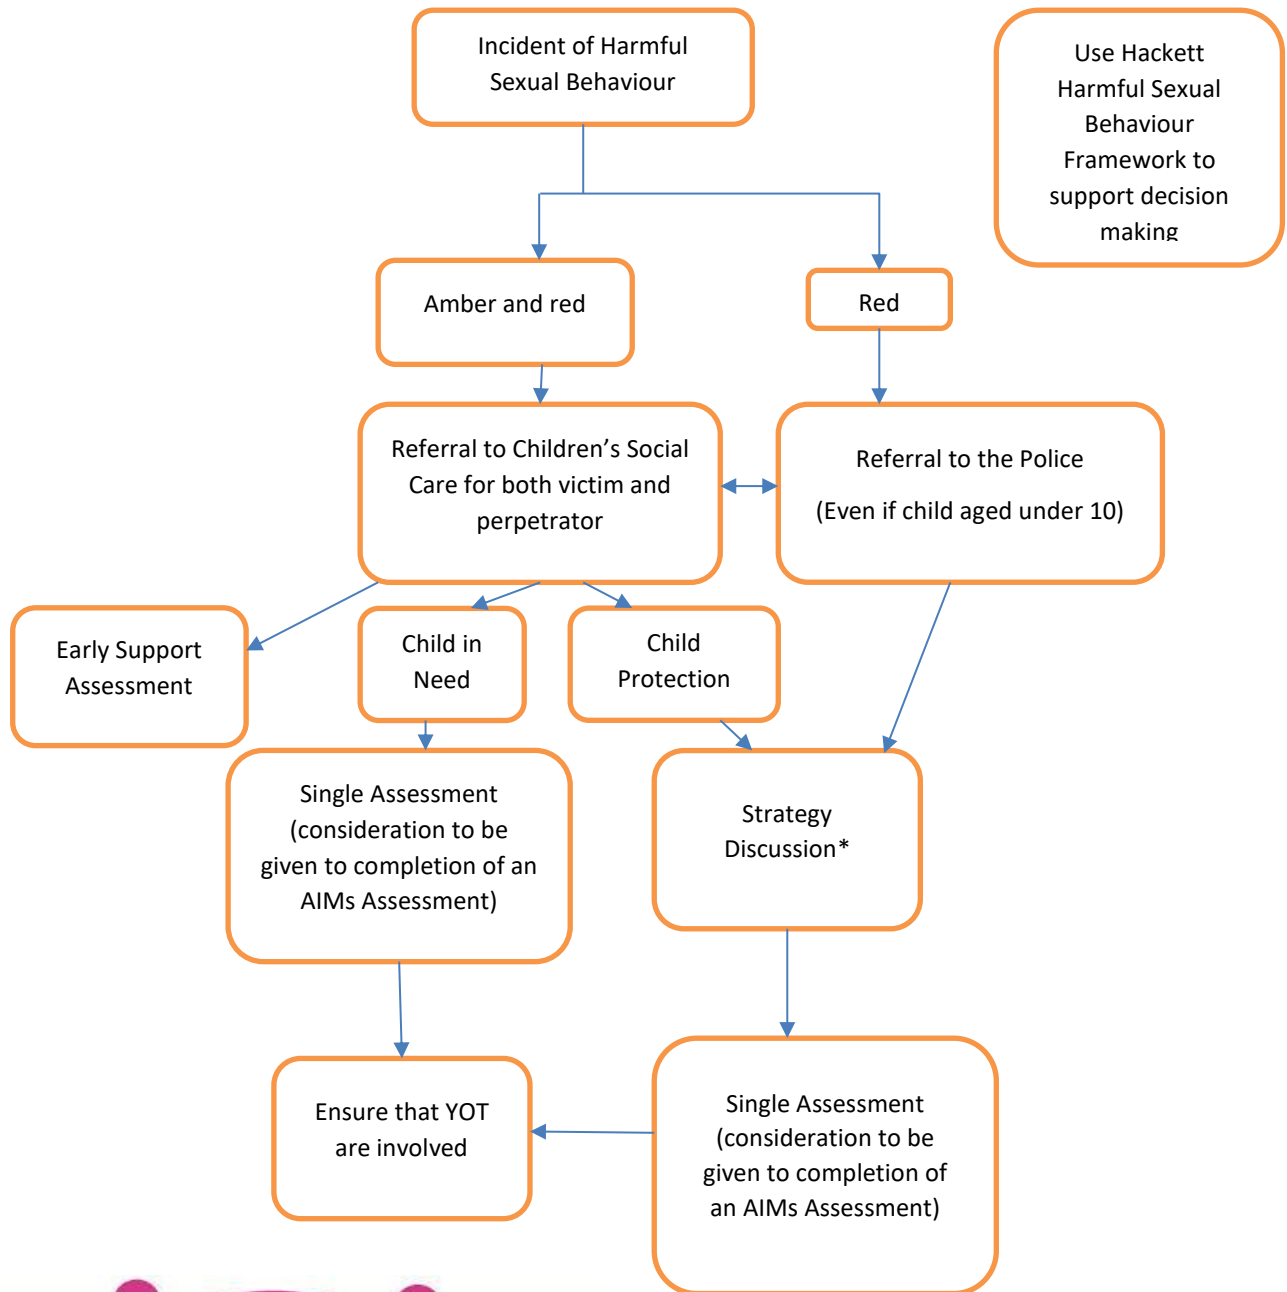 Incident of Harmful
Sexual Behaviour
Use Hackett
Harmful Sexual
Behaviour
Framework to
support decision
making
Amber and red
Red
Referral to Children’s Social
Care for both victim and
perpetrator
Referral to the Police
(Even if child aged under 10)
Early Support
Assessment
Child in
Need
Child
Protection
Single Assessment
(consideration to be
given to completion of an
AIMs Assessment)
Strategy
Discussion*
Ensure that YOT
are involved
Single Assessment
(consideration to be
given to completion of
an AIMs Assessment)